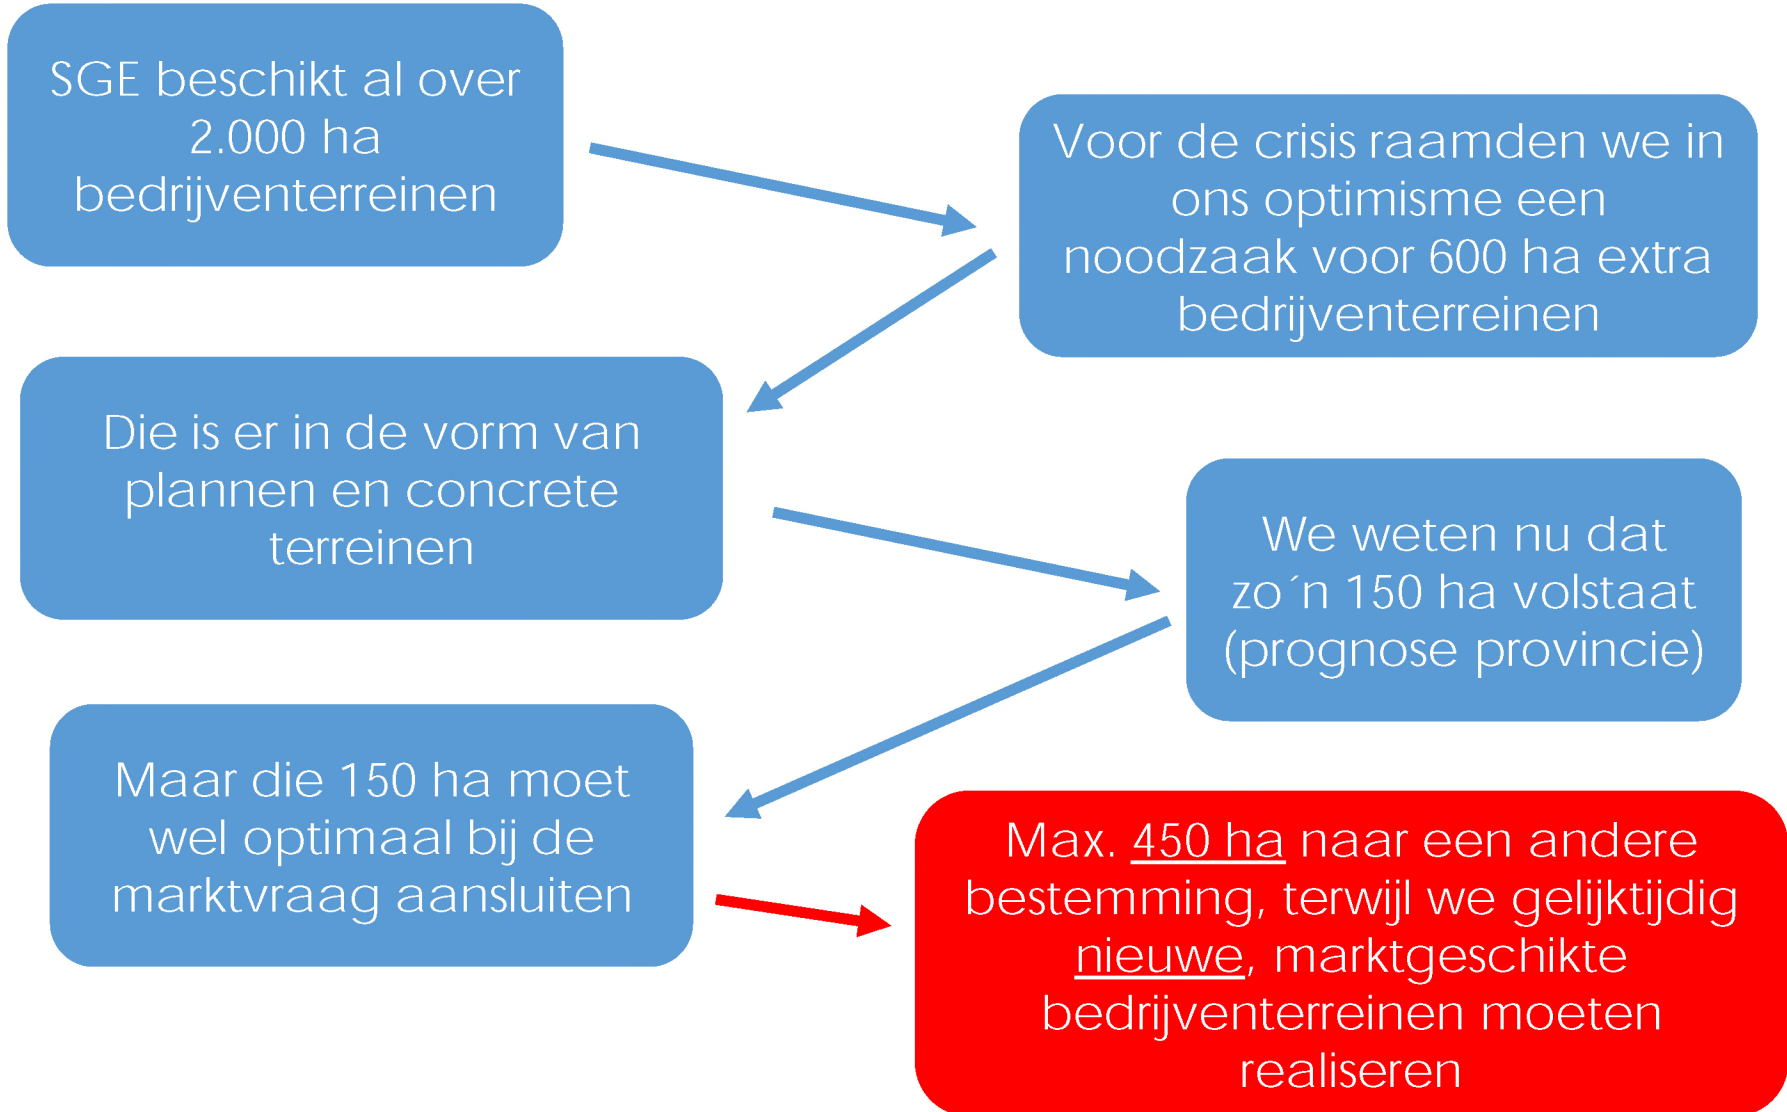 SGE beschikt al over
2.000 ha
bedrijventerreinen
Voor de crisis raamden we in
ons optimisme een
noodzaak voor 600 ha extra
bedrijventerreinen
Die is er in de vorm van
plannen en concrete
terreinen
We weten nu dat
zo´n 150 ha volstaat
(prognose provincie)
Maar die 150 ha moet
wel optimaal bij de
marktvraag aansluiten
Max. 450 ha naar een andere
bestemming, terwijl we gelijktijdig
nieuwe, marktgeschikte
bedrijventerreinen moeten
realiseren